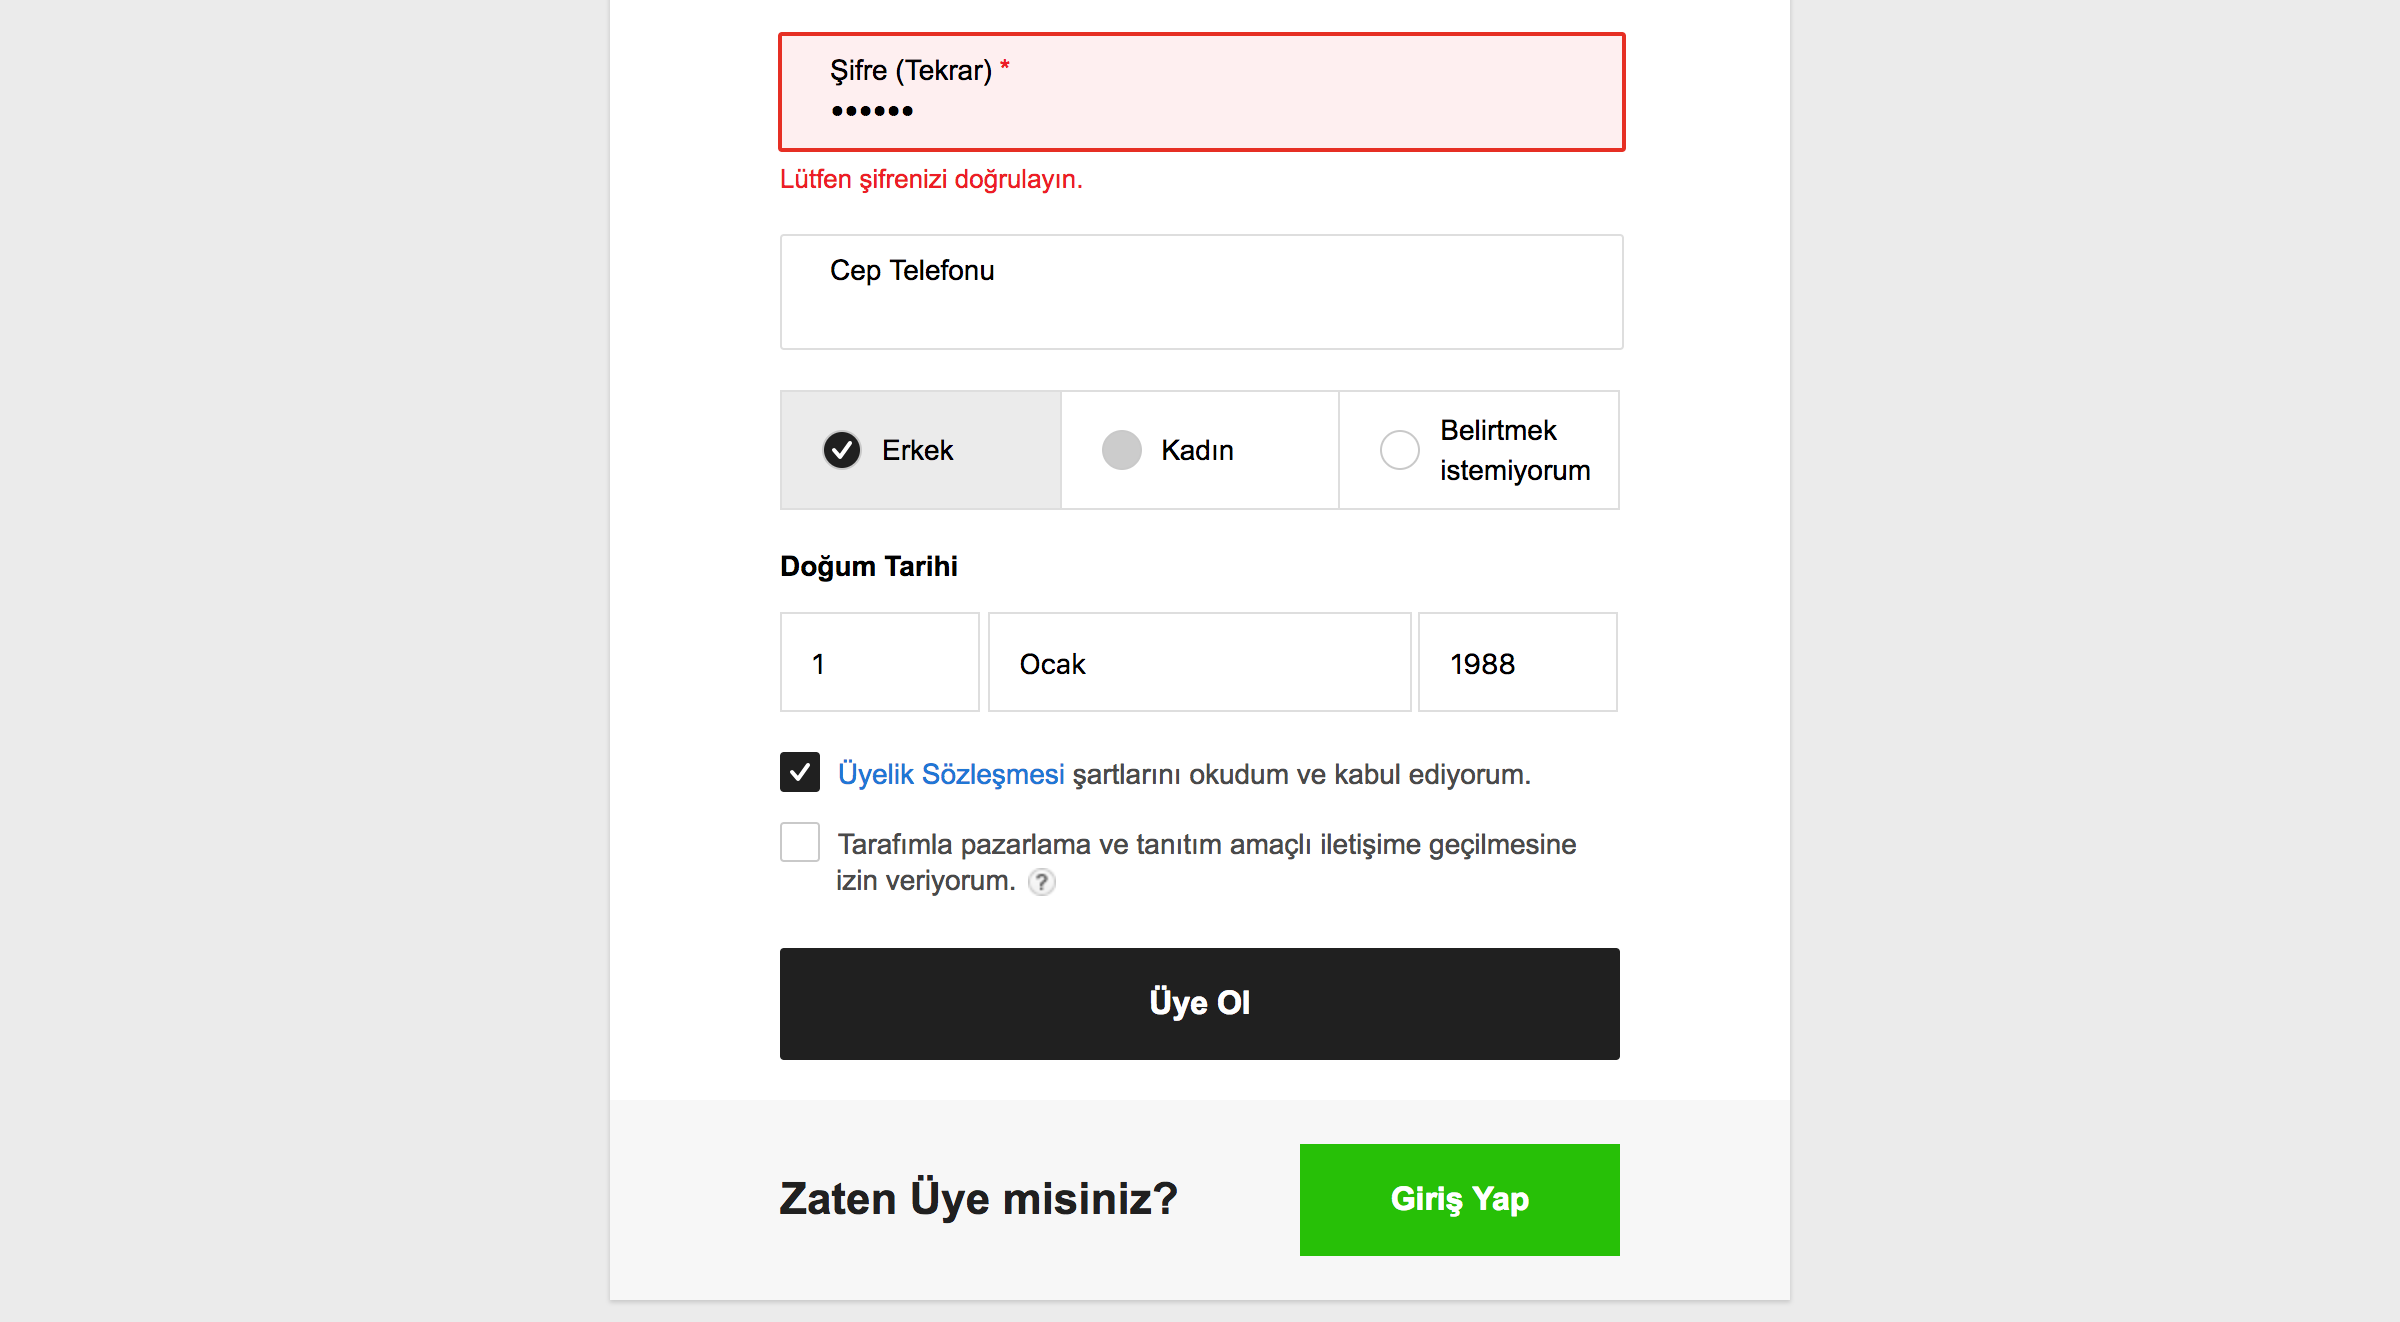 Şifre (Tekrar) *
••••••
Lütfen şifrenizi doğrulayın.
Cep Telefonu
Erkek
Kadın
Belirtmek
istemiyorum
Doğum Tarihi
1
Ocak
1988
Üyelik Sözleşmesi şartlarını okudum ve kabul ediyorum.
Tarafımla pazarlama ve tanıtım amaçlı iletişime geçilmesine
izin veriyorum. ?
Üye Ol
Zaten Üye misiniz?
Giriş Yap